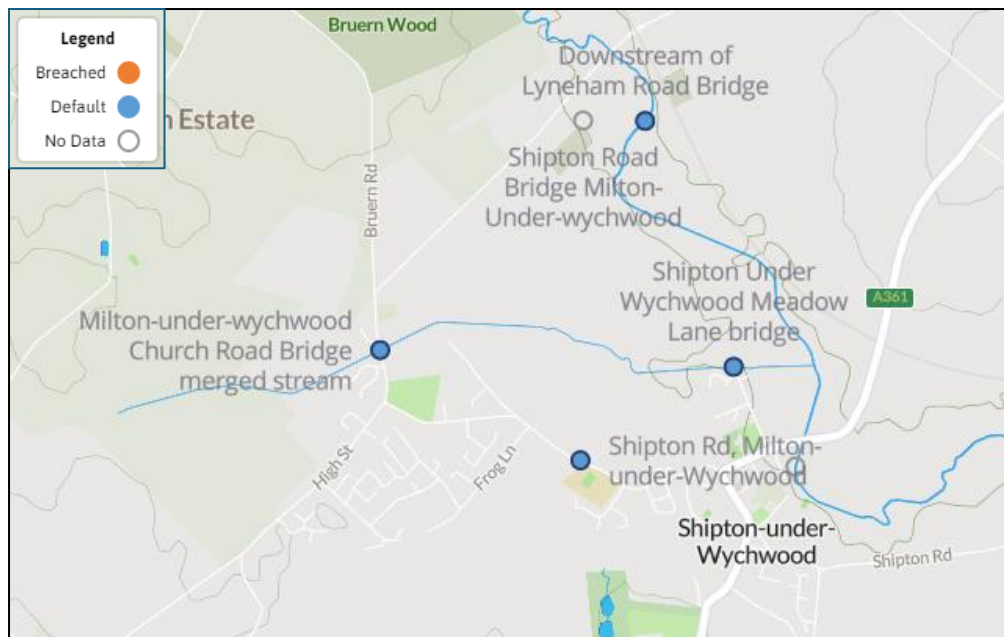 Legend
Breached
Default
No Data
Bruern Wood
n Estate
Downstream of
Lyneham Road Bridge
Shipton Road
Bridge Milton-
Under-wychwood
Bruern Rd
Shipton Under
Wychwood Meadow
Lane bridge
A361
Milton-under-wychwood
Church Road Bridge
merged stream
High St
Frog Ln
Shipton Rd, Milton-
under-Wychwood
Shipton-under-
Wychwood
Shipton Rd